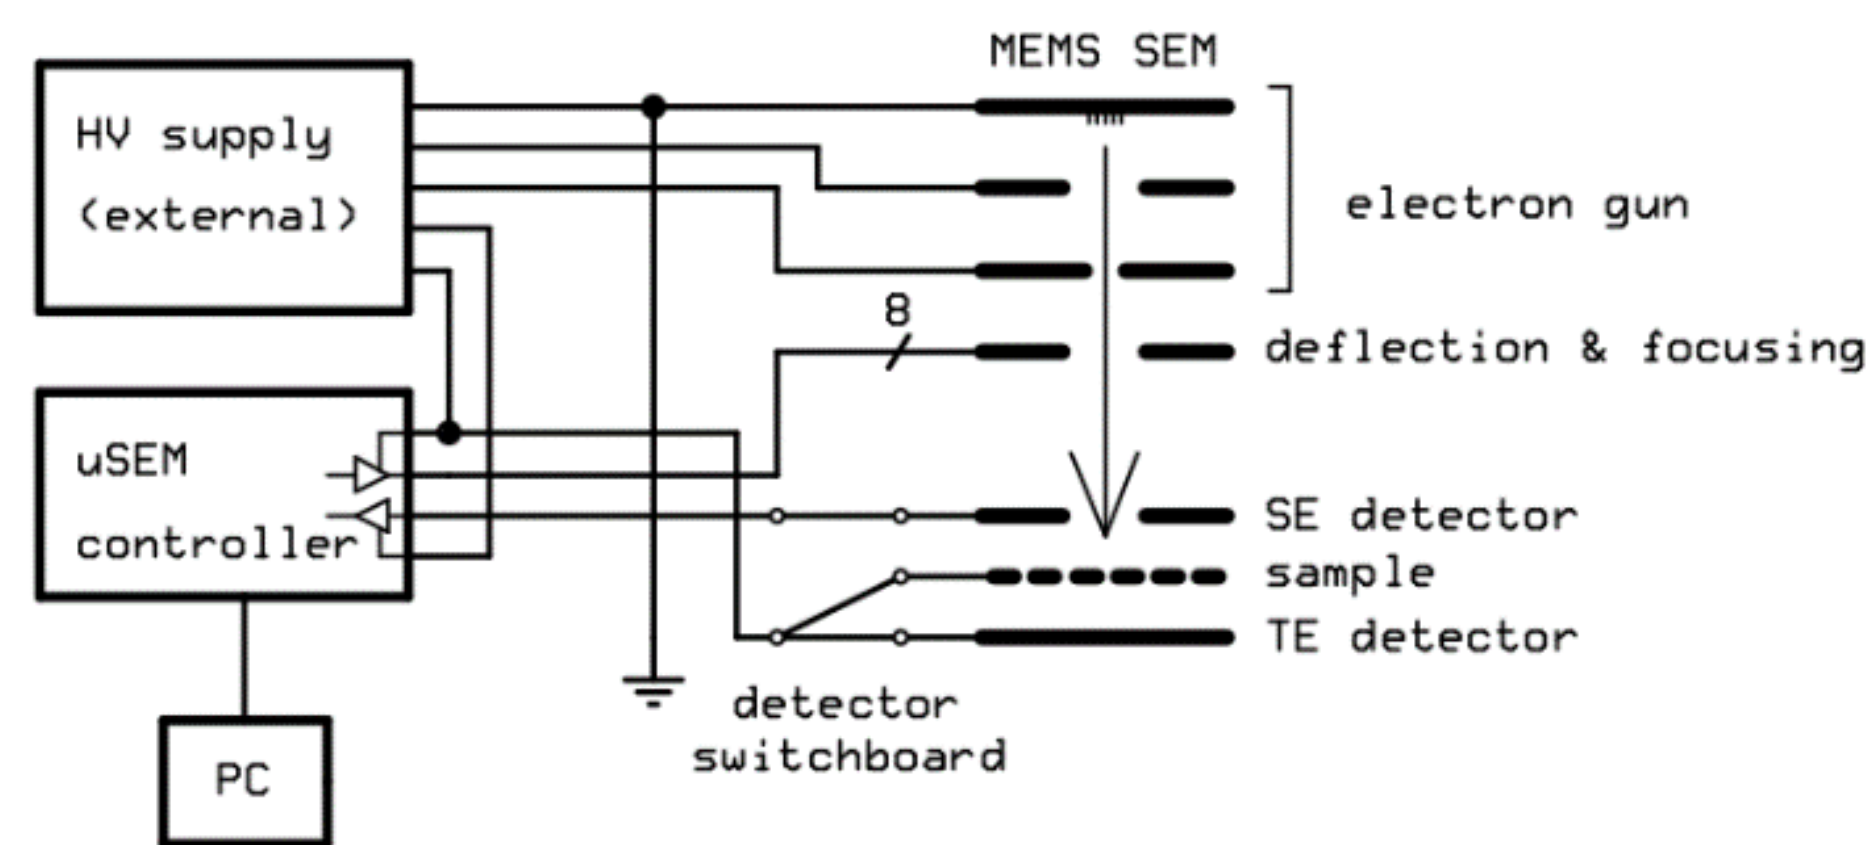 MEMS SEM
HV supply
(external)
electron gun
8
deflection & focusing
uSEM
controller
SE detector
sample
TE detector
detector
switchboard
PC